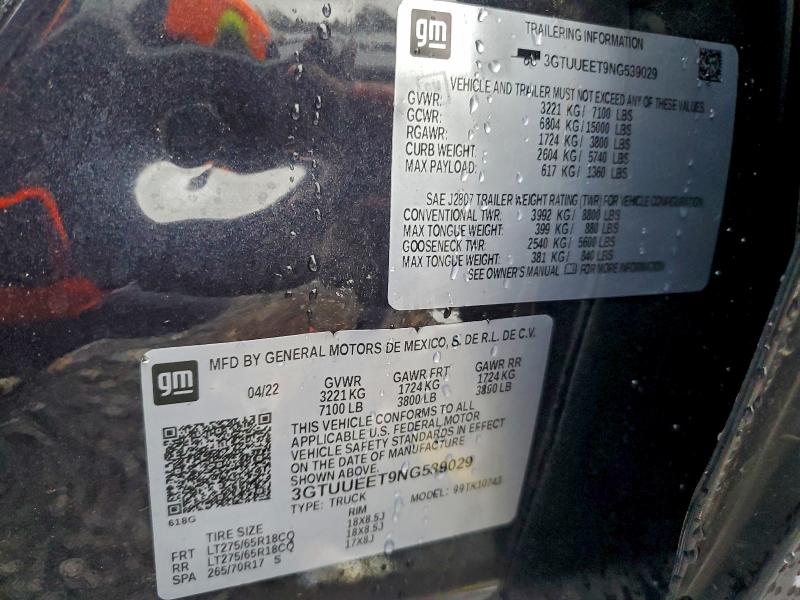 gm
TRAILERING INFORMATION
3GTUUEET9NG539029
VEHICLE AND TRAILER MUST NOT EXCEED ANY OF THESE VALUES
GVWR: 3221 KG / 7100 LBS
GCWR: 6804 KG / 15000 LBS
RGAWR: 1724 KG / 3800 LBS
CURB WEIGHT: 2604 KG / 5740 LBS
MAX PAYLOAD: 617 KG / 1360 LBS
SAE J2807 TRAILER WEIGHT RATING (TWR) FOR VEHICLE CONFIGURATION
CONVENTIONAL TWR: 3992 KG / 8800 LBS
MAX TONGUE WEIGHT: 399 KG / 880 LBS
GOOSENECK TWR: 2540 KG / 5600 LBS
MAX TONGUE WEIGHT: 381 KG / 840 LBS
SEE OWNER'S MANUAL FOR MORE INFORMATION
gm
MFD BY GENERAL MOTORS DE MEXICO, S. DE R.L. DE C.V.
04/22 GVWR GAWR FRT GAWR RR
3221 KG 1724 KG 1724 KG
7100 LB 3800 LB 3800 LB
THIS VEHICLE CONFORMS TO ALL
APPLICABLE U.S. FEDERAL MOTOR
VEHICLE SAFETY STANDARDS IN EFFECT
ON THE DATE OF MANUFACTURE
SHOWN ABOVE.
3GTUUEET9NG539029
TYPE: TRUCK MODEL: 99TK10743
618G
TIRE SIZE RIM
FRT LT275/65R18CQ 18X8.5J
RR LT275/65R18CQ 18X8.5J
SPA 265/70R17 S 17X8J